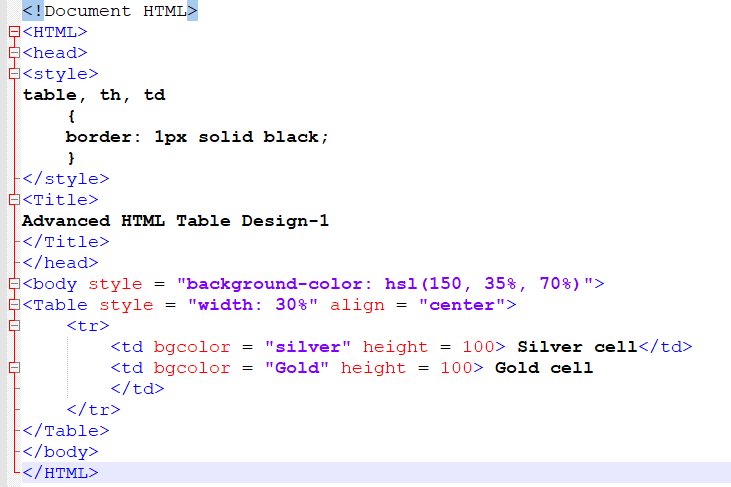 <!Document HTML>
<HTML>
<head>
<style>
table, th, td
{
border: 1px solid black;
}
</style>
<Title>
Advanced HTML Table Design-1
</Title>
</head>
<body style = "background-color: hsl(150, 35%, 70%)">
<Table style = "width: 30%" align = "center">
<tr>
<td bgcolor = "silver" height = 100> Silver cell</td>
<td bgcolor = "Gold" height = 100> Gold cell
</td>
</tr>
</Table>
</body>
</HTML>